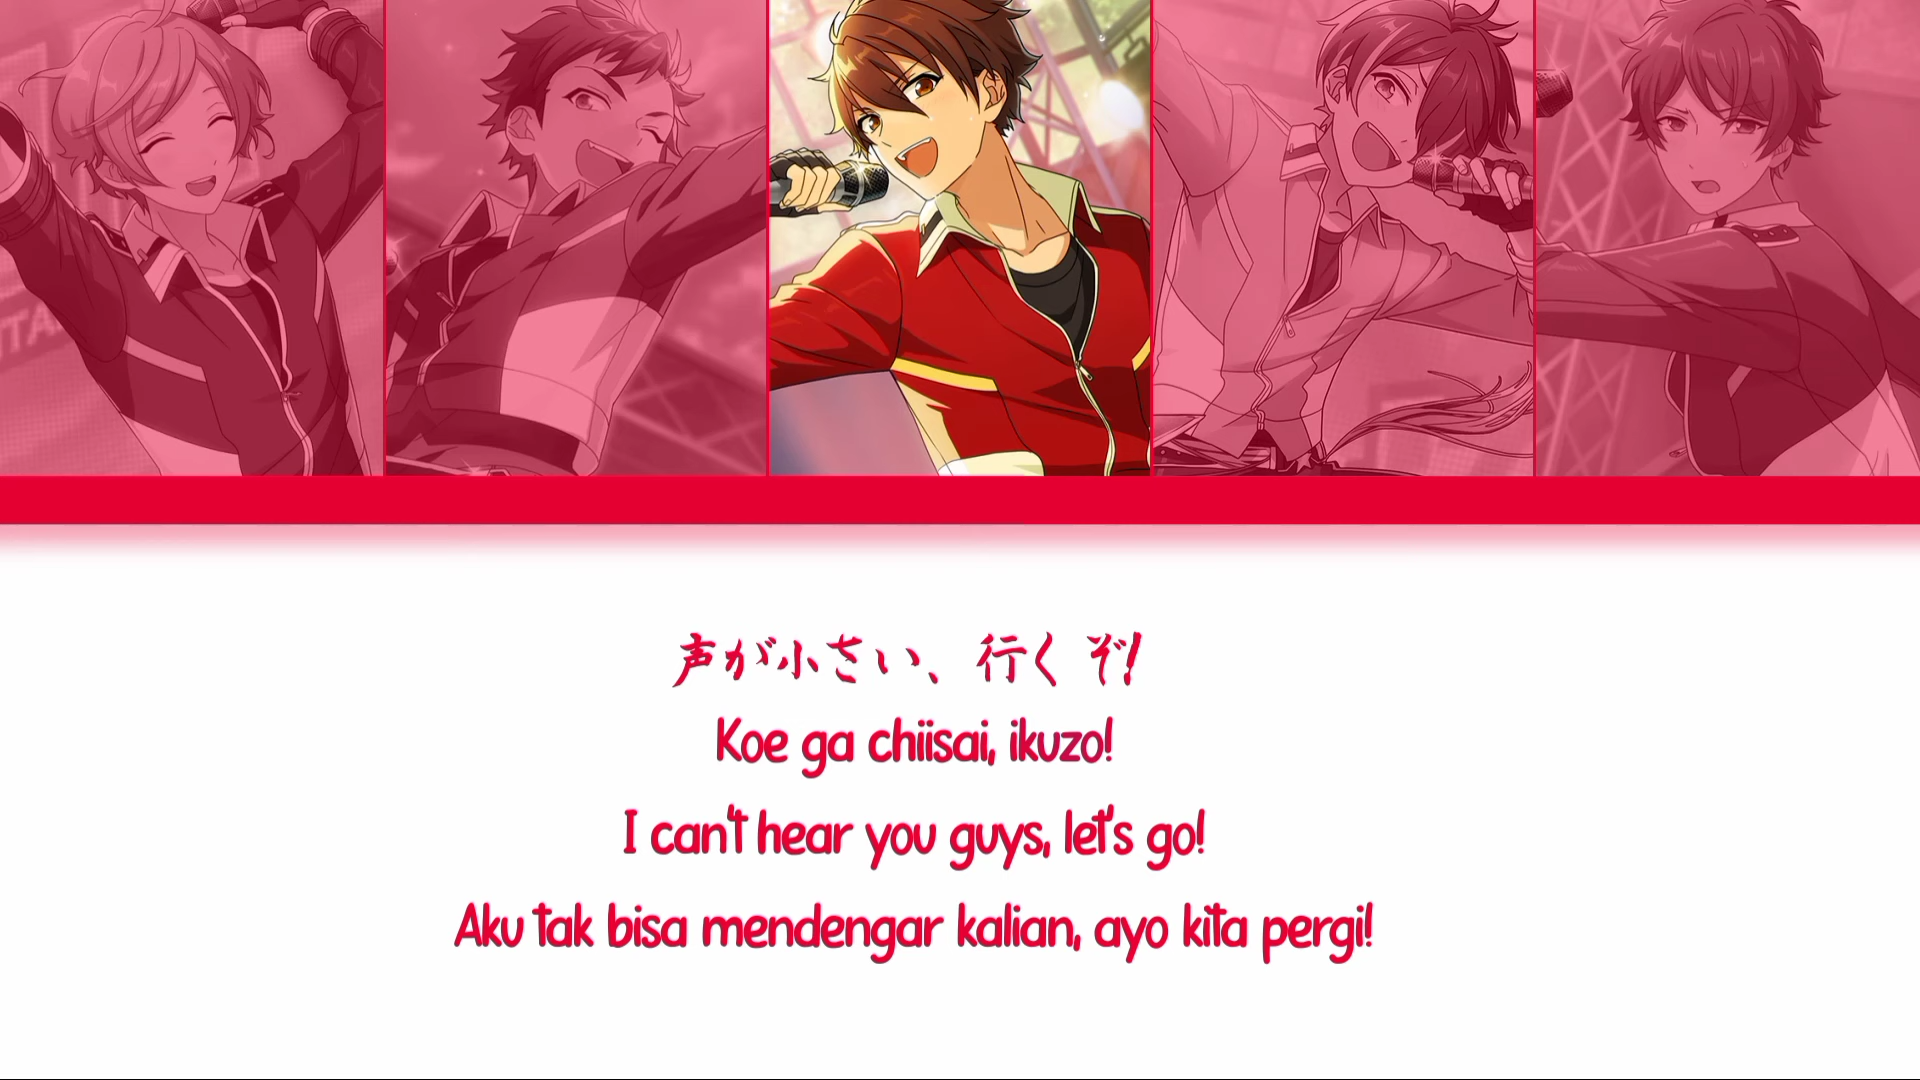 声が小さい、行くぞ!
Koe ga chiisai, ikuzo!
I can't hear you guys, let's go!
Aku tak bisa mendengar kalian, ayo kita pergi!